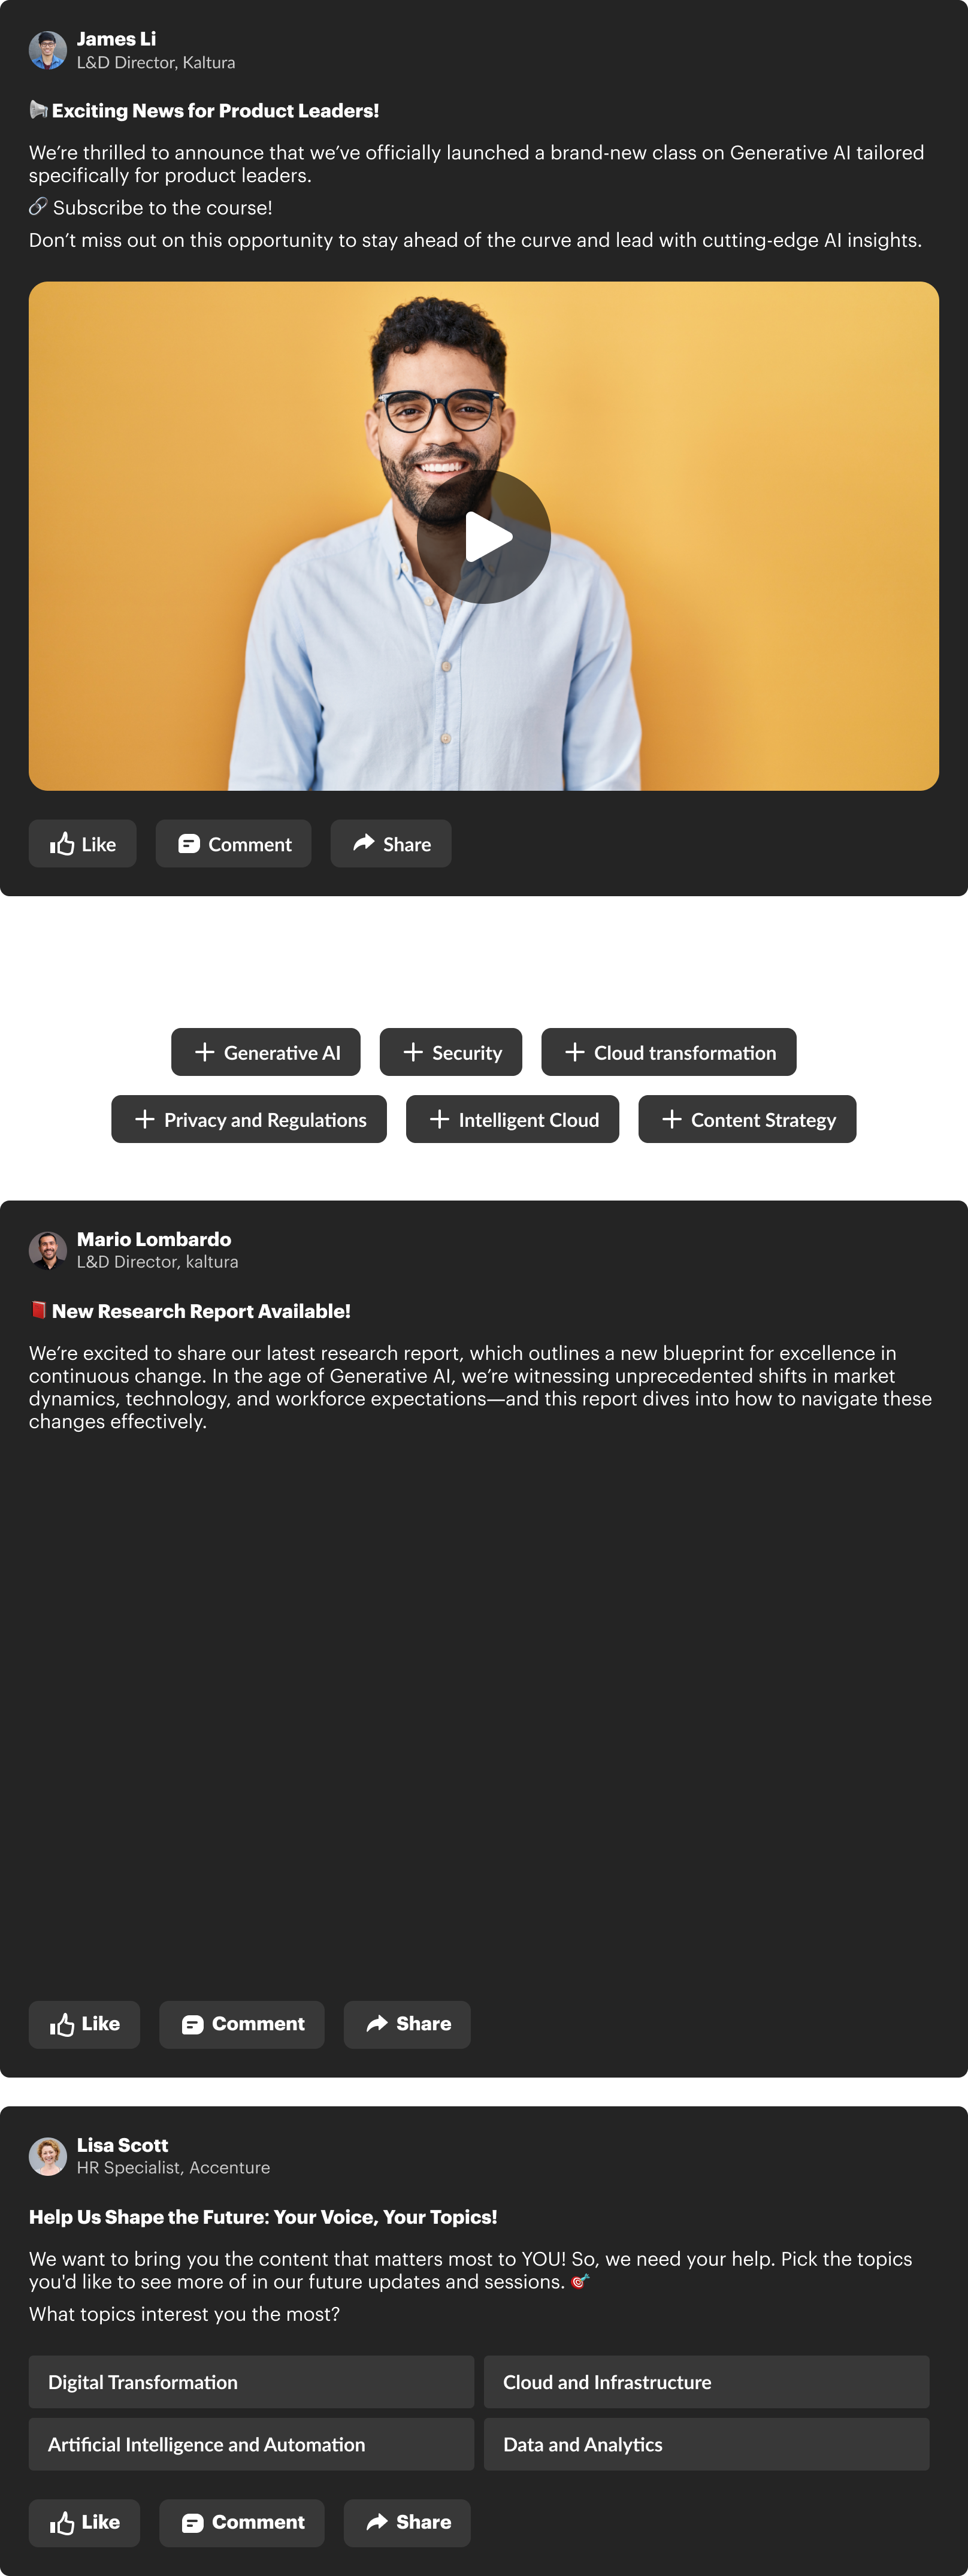 James Li
L&D Director, Kaltura
Exciting News for Product Leaders!
We’re thrilled to announce that we’ve officially launched a brand-new class on Generative AI tailored
specifically for product leaders.
Subscribe to the course!
Don’t miss out on this opportunity to stay ahead of the curve and lead with cutting-edge AI insights.
Like Comment Share
Generative AI Security Cloud transformation
Privacy and Regulations Intelligent Cloud Content Strategy
Mario Lombardo
L&D Director, kaltura
New Research Report Available!
We’re excited to share our latest research report, which outlines a new blueprint for excellence in
continuous change. In the age of Generative AI, we’re witnessing unprecedented shifts in market
dynamics, technology, and workforce expectations—and this report dives into how to navigate these
changes effectively.
Like Comment Share
Lisa Scott
HR Specialist, Accenture
Help Us Shape the Future: Your Voice, Your Topics!
We want to bring you the content that matters most to YOU! So, we need your help. Pick the topics
you'd like to see more of in our future updates and sessions.
What topics interest you the most?
Digital Transformation Cloud and Infrastructure
Artificial Intelligence and Automation Data and Analytics
Like Comment Share